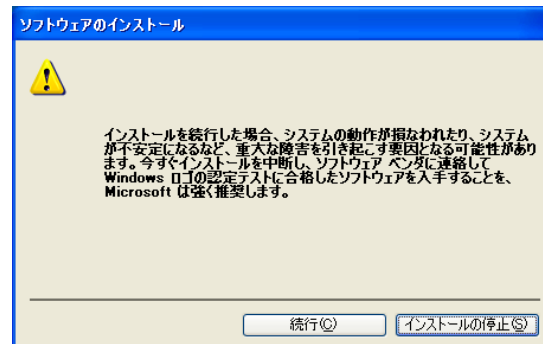 ソフトウェアのインストール
インストールを続行した場合、システムの動作が損なわれたり、システム
が不安定になるなど、重大な障害を引き起こす要因となる可能性があり
ます。今すぐインストールを中断し、ソフトウェア ベンダに連絡して
Windows ロゴの認定テストに合格したソフトウェアを入手することを、
Microsoft は強く推奨します。
続行(C) インストールの停止(S)